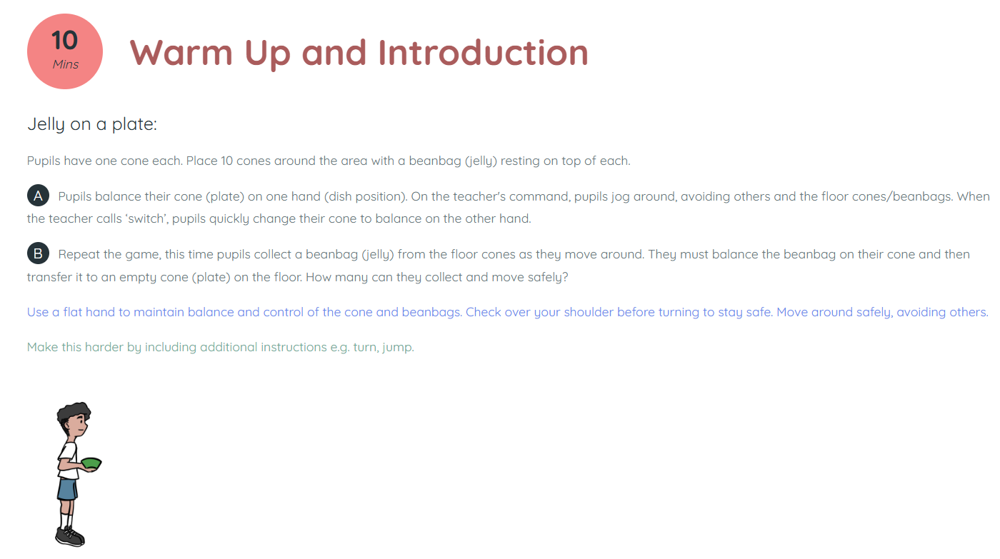 10
Mins
Warm Up and Introduction
Jelly on a plate:
Pupils have one cone each. Place 10 cones around the area with a beanbag (jelly) resting on top of each.
A Pupils balance their cone (plate) on one hand (dish position). On the teacher's command, pupils jog around, avoiding others and the floor cones/beanbags. When
the teacher calls ‘switch’, pupils quickly change their cone to balance on the other hand.
B Repeat the game, this time pupils collect a beanbag (jelly) from the floor cones as they move around. They must balance the beanbag on their cone and then
transfer it to an empty cone (plate) on the floor. How many can they collect and move safely?
Use a flat hand to maintain balance and control of the cone and beanbags. Check over your shoulder before turning to stay safe. Move around safely, avoiding others.
Make this harder by including additional instructions e.g. turn, jump.